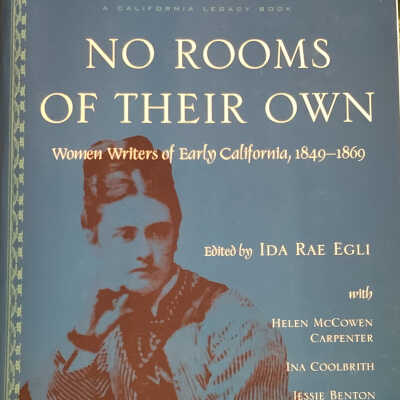 A CALIFORNIA LEGACY BOOK
NO ROOMS
OF THEIR OWN
Women Writers of Early California, 1849–1869
Edited by IDA RAE EGLI
with
HELEN MCCOWEN
CARPENTER
INA COOLBRITH
JESSIE BENTON